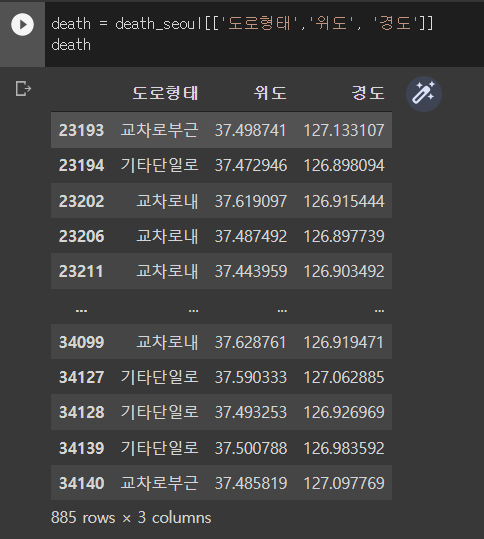 death = death_seoul[['도로형태','위도', '경도']]
death
도로형태 위도 경도
23193 교차로부근 37.498741 127.133107
23194 기타단일로 37.472946 126.898094
23202 교차로내 37.619097 126.915444
23206 교차로내 37.487492 126.897739
23211 교차로내 37.443959 126.903492
... ... ... ...
34099 교차로내 37.628761 126.919471
34127 기타단일로 37.590333 127.062885
34128 기타단일로 37.493253 126.926969
34139 기타단일로 37.500788 126.983592
34140 교차로부근 37.485819 127.097769
885 rows × 3 columns